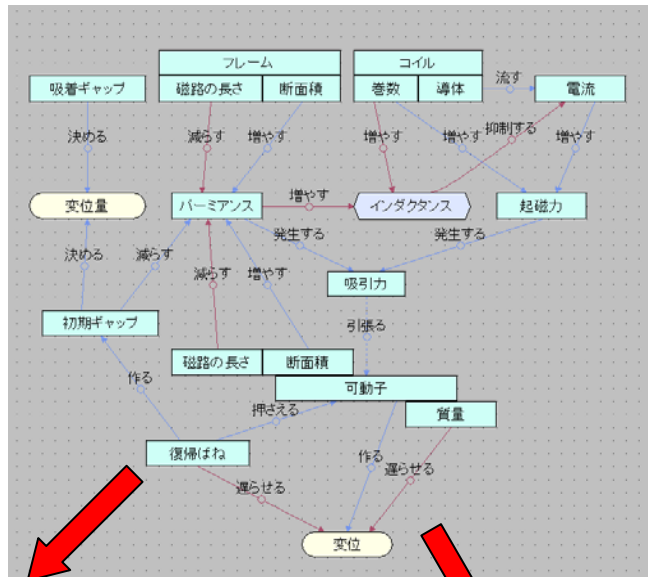 フレーム
コイル
吸着ギャップ
磁路の長さ
断面積
巻数
導体
流す
電流
決める
減らす
増やす
増やす
増やす
抑制する
増やす
変位量
パーミアンス
増やす
インダクタンス
起磁力
決める
減らす
発生する
発生する
減らす
増やす
吸引力
初期ギャップ
引張る
磁路の長さ
断面積
作る
可動子
押さえる
質量
復帰ばね
作る
遅らせる
遅らせる
変位